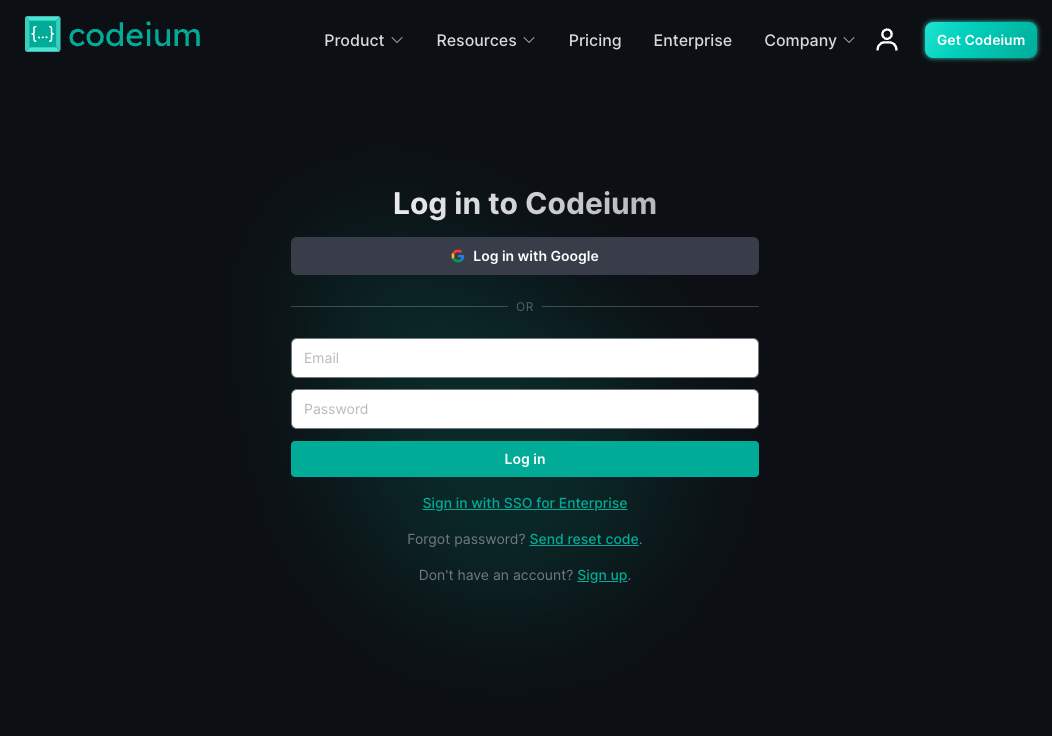 {...} codeium
Product Resources Pricing Enterprise Company Get Codeium
Log in to Codeium
Log in with Google
OR
Email
Password
Log in
Sign in with SSO for Enterprise
Forgot password? Send reset code.
Don't have an account? Sign up.